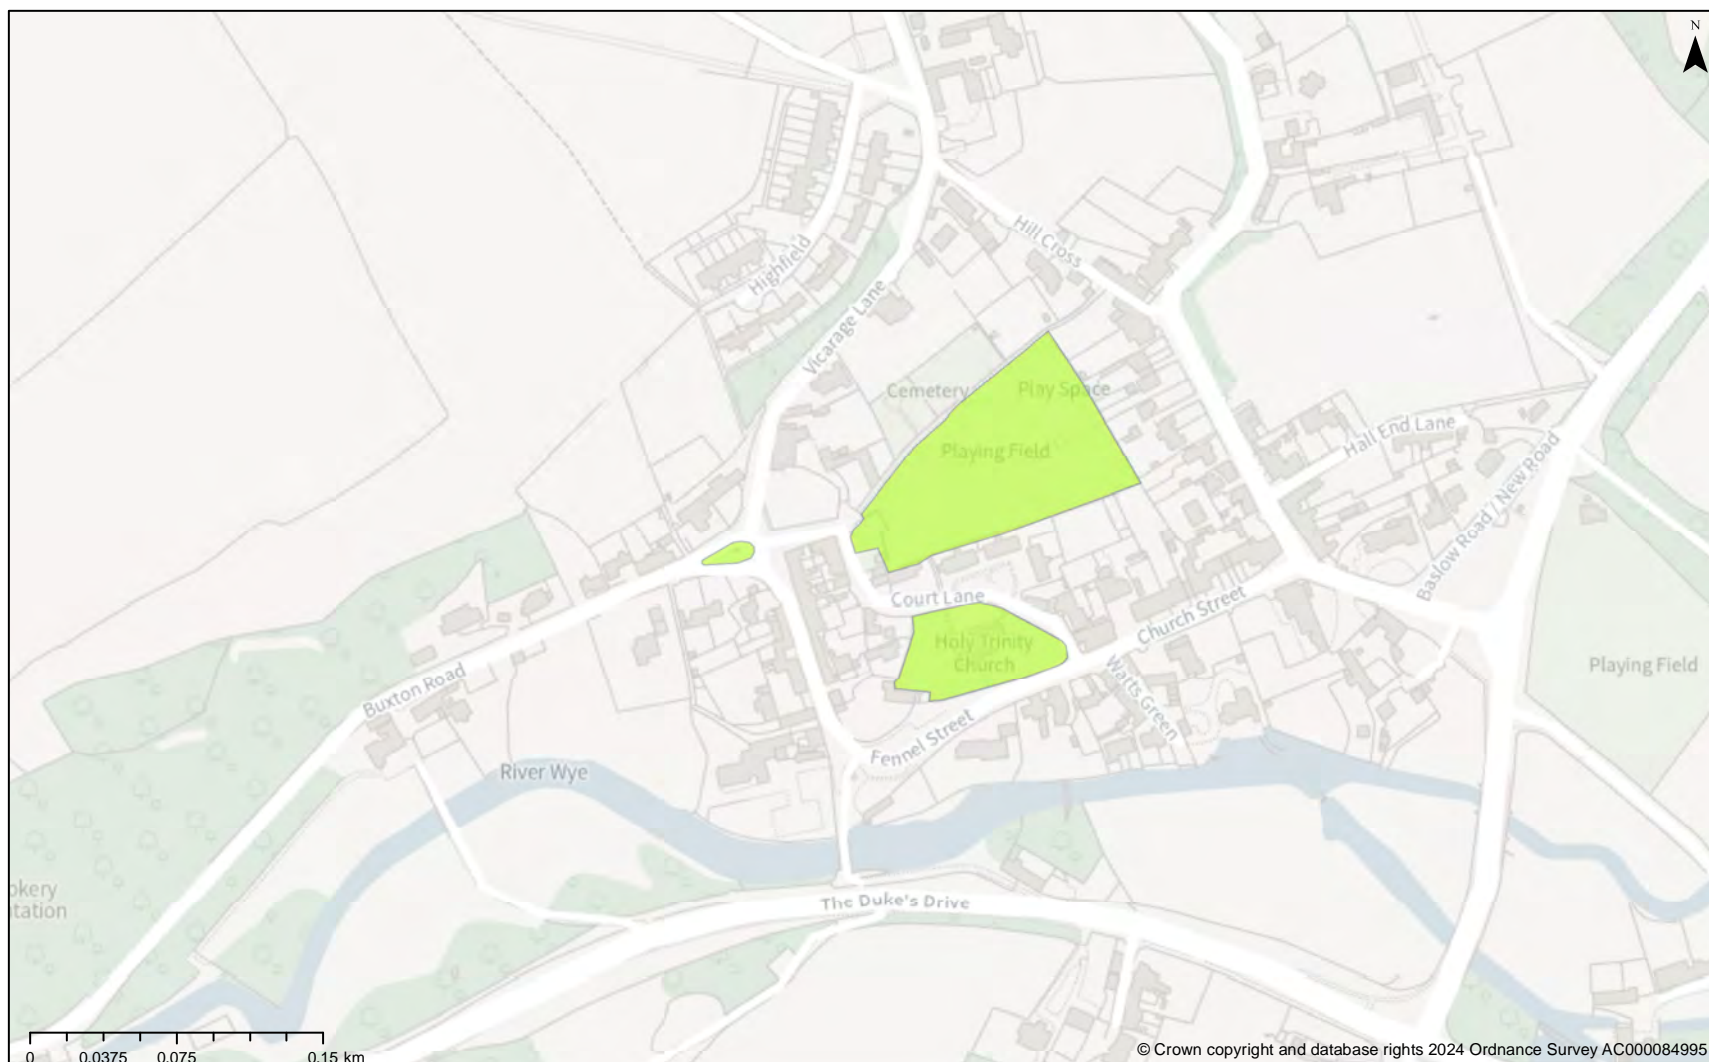 N
Hill Cross
Highfield
Vicarage Lane
Cemetery
Play Space
Playing Field
Hall End Lane
Baslow Road / New Road
Court Lane
Church Street
Holy Trinity
Church
Watts Green
Playing Field
Buxton Road
Fennel Street
River Wye
okery
ntation
The Duke's Drive
0 0.0375 0.075 0.15 km
© Crown copyright and database rights 2024 Ordnance Survey AC000084995